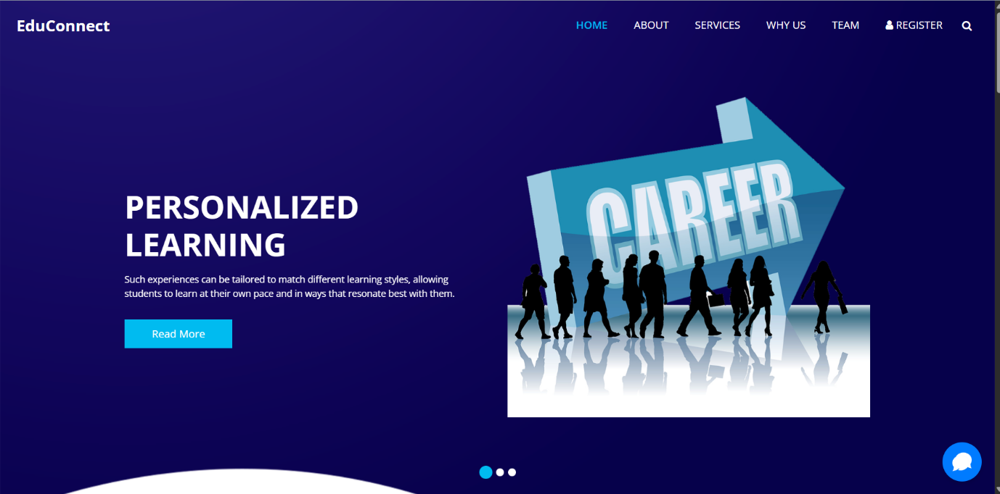 EduConnect
HOME ABOUT SERVICES WHY US TEAM REGISTER
CAREER
PERSONALIZED
LEARNING
Such experiences can be tailored to match different learning styles, allowing
students to learn at their own pace and in ways that resonate best with them.
Read More